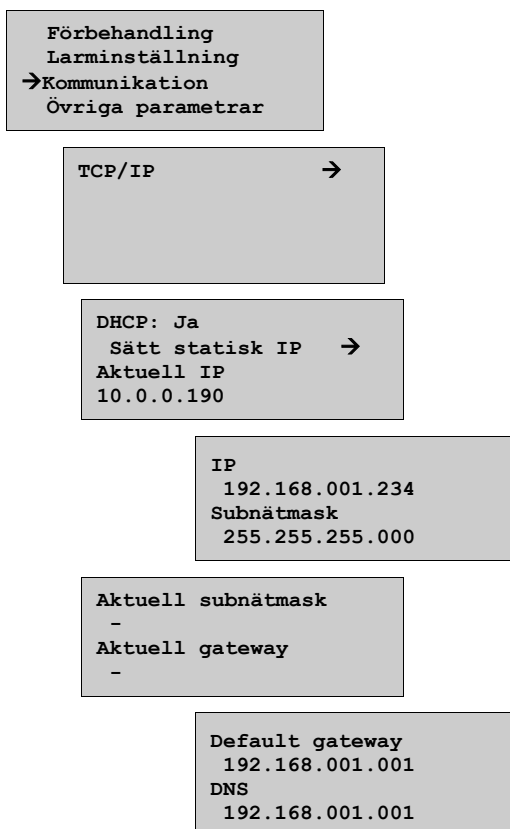 Förbehandling
Larminställning
→Kommunikation
Övriga parametrar
TCP/IP →
DHCP: Ja
Sätt statisk IP →
Aktuell IP
10.0.0.190
IP
192.168.001.234
Subnätmask
255.255.255.000
Aktuell subnätmask
-
Aktuell gateway
-
Default gateway
192.168.001.001
DNS
192.168.001.001